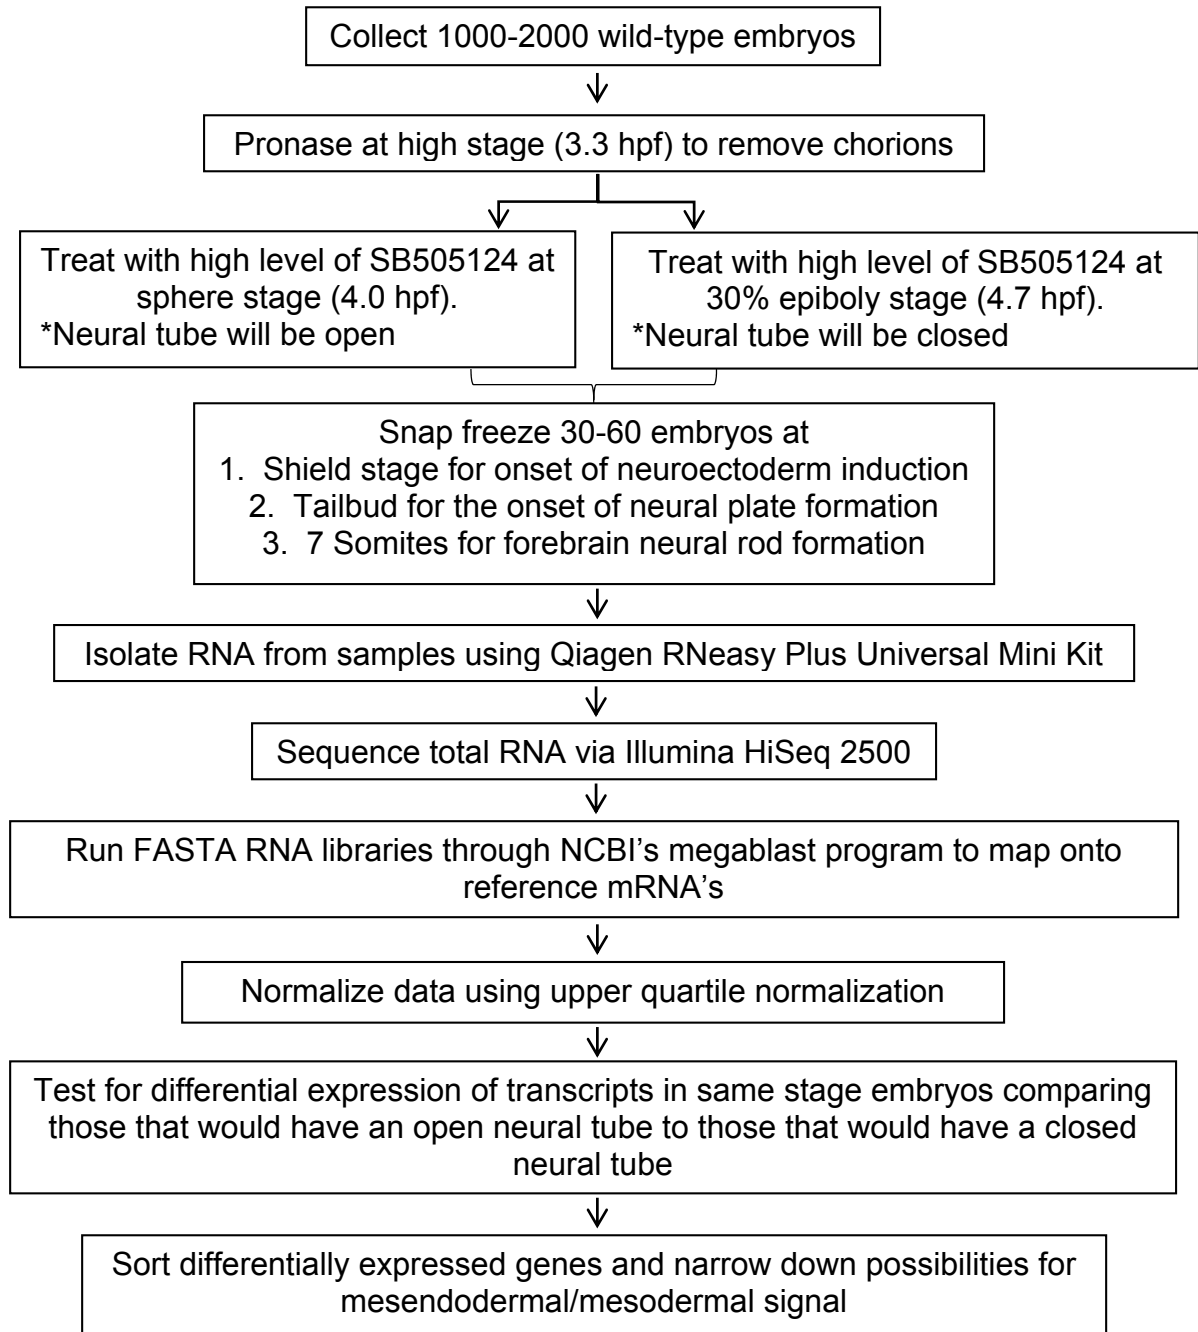 Collect 1000-2000 wild-type embryos
Pronase at high stage (3.3 hpf) to remove chorions
Treat with high level of SB505124 at
sphere stage (4.0 hpf).
*Neural tube will be open
Treat with high level of SB505124 at
30% epiboly stage (4.7 hpf).
*Neural tube will be closed
Snap freeze 30-60 embryos at
1. Shield stage for onset of neuroectoderm induction
2. Tailbud for the onset of neural plate formation
3. 7 Somites for forebrain neural rod formation
Isolate RNA from samples using Qiagen RNeasy Plus Universal Mini Kit
Sequence total RNA via Illumina HiSeq 2500
Run FASTA RNA libraries through NCBI’s megablast program to map onto
reference mRNA’s
Normalize data using upper quartile normalization
Test for differential expression of transcripts in same stage embryos comparing
those that would have an open neural tube to those that would have a closed
neural tube
Sort differentially expressed genes and narrow down possibilities for
mesendodermal/mesodermal signal